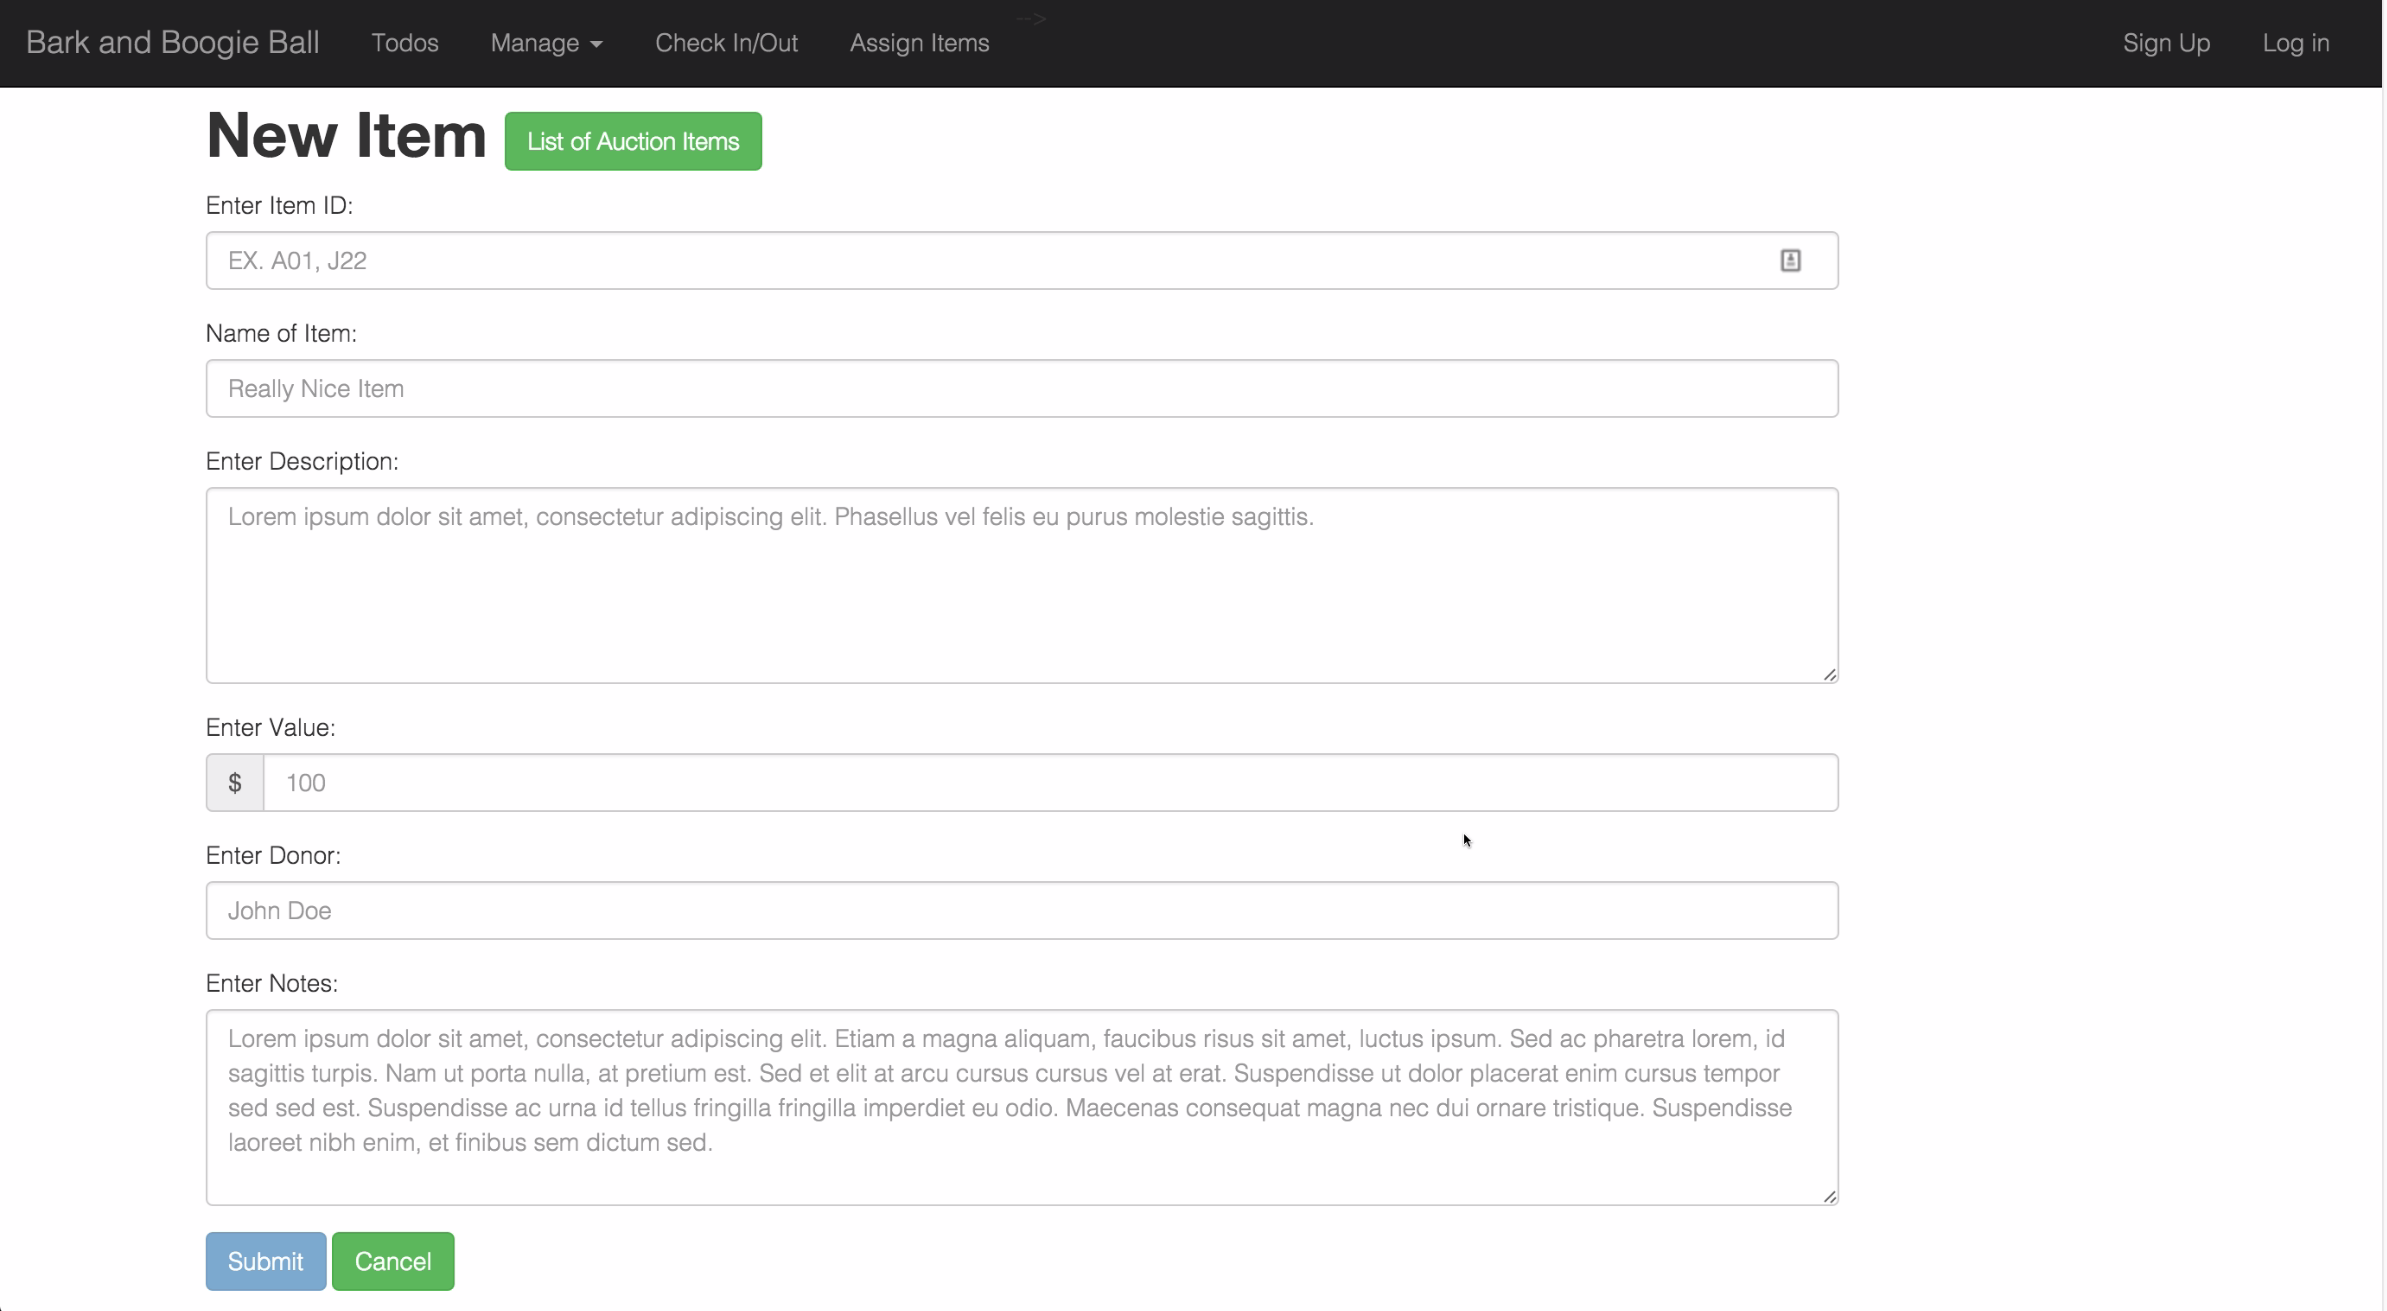 Bark and Boogie Ball Todos Manage Check In/Out Assign Items --> Sign Up Log in
New Item List of Auction Items
Enter Item ID:
EX. A01, J22
Name of Item:
Really Nice Item
Enter Description:
Lorem ipsum dolor sit amet, consectetur adipiscing elit. Phasellus vel felis eu purus molestie sagittis.
Enter Value:
$ 100
Enter Donor:
John Doe
Enter Notes:
Lorem ipsum dolor sit amet, consectetur adipiscing elit. Etiam a magna aliquam, faucibus risus sit amet, luctus ipsum. Sed ac pharetra lorem, id
sagittis turpis. Nam ut porta nulla, at pretium est. Sed et elit at arcu cursus cursus vel at erat. Suspendisse ut dolor placerat enim cursus tempor
sed sed est. Suspendisse ac urna id tellus fringilla fringilla imperdiet eu odio. Maecenas consequat magna nec dui ornare tristique. Suspendisse
laoreet nibh enim, et finibus sem dictum sed.
Submit Cancel